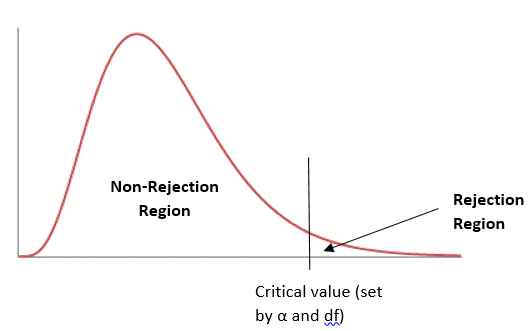 Non-Rejection
Region
Rejection
Region
Critical value (set
by α and df)